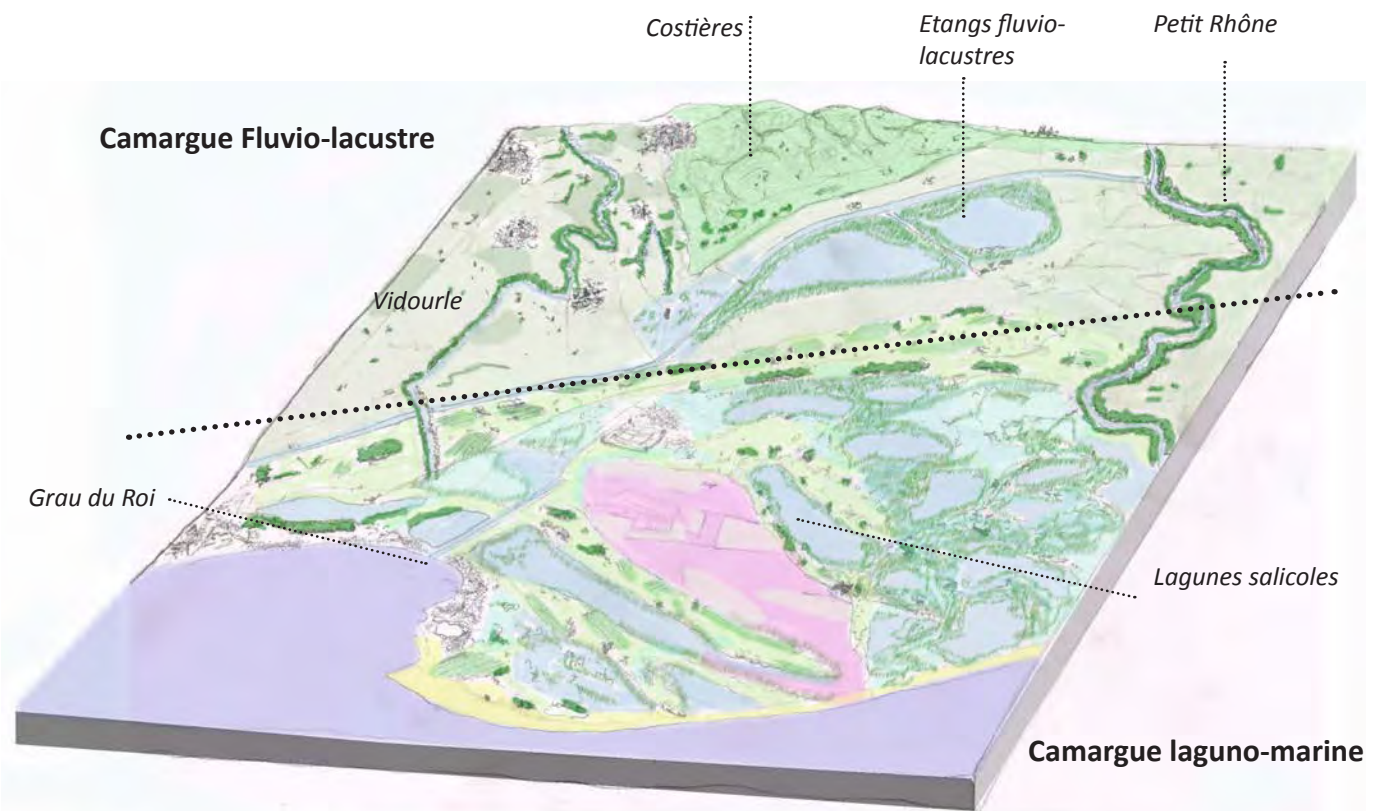 Costières
Etangs fluvio-
lacustres
Petit Rhône
Camargue Fluvio-lacustre
Vidourle
Grau du Roi
Lagunes salicoles
Camargue laguno-marine